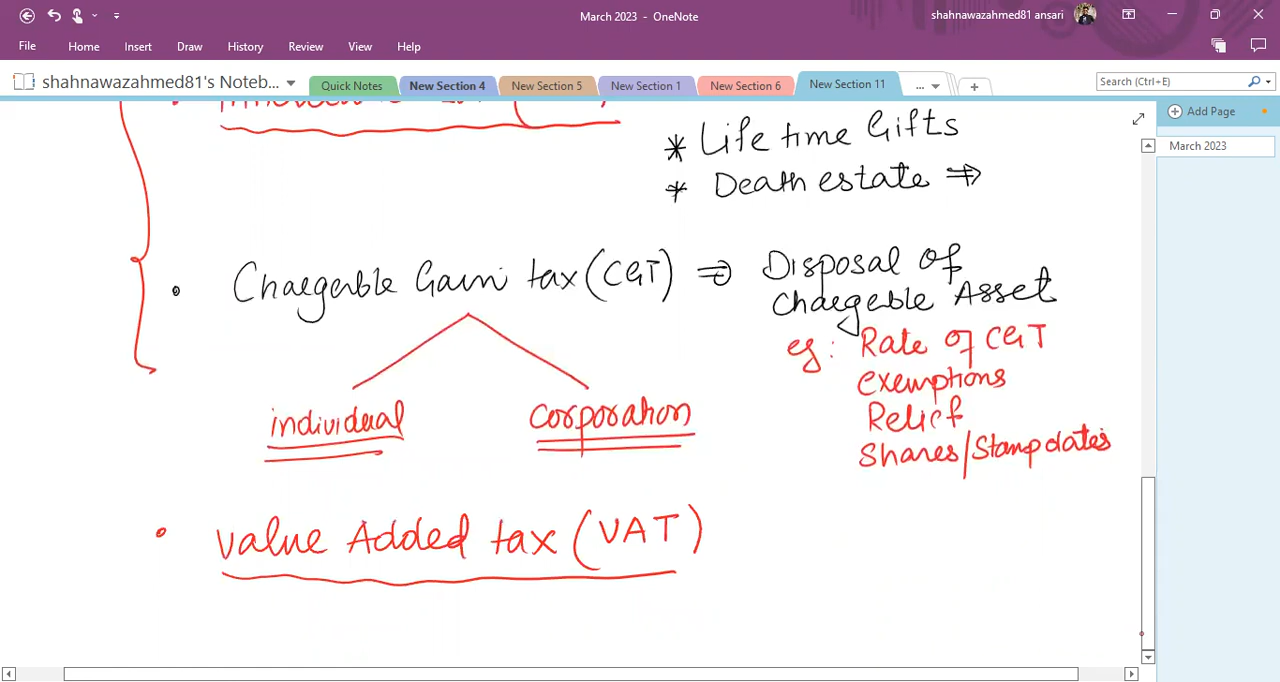 March 2023 - OneNote
shahnawazahmed81 ansari
File Home Insert Draw History Review View Help
shahnawazahmed81's Noteb...
Quick Notes
New Section 4
New Section 5
New Section 1
New Section 6
New Section 11
...
Search (Ctrl+E)
Add Page
March 2023
* Life time Gifts
* Death estate ⇒
• Chargerble Gain tax (CGT) ⇒ Disposal of
Chargeble Asset
individual
corporation
eg: Rate of CGT
exemptions
Relief
Shares/Stamp dates
• Value Added tax (VAT)